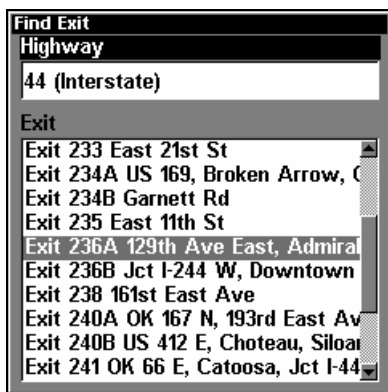 Find Exit
Highway
44 (Interstate)
Exit
Exit 233 East 21st St
Exit 234A US 169, Broken Arrow,
Exit 234B Garnett Rd
Exit 235 East 11th St
Exit 236A 129th Ave East, Admiral
Exit 236B Jct I-244 W, Downtown
Exit 238 161st East Ave
Exit 240A OK 167 N, 193rd East Av
Exit 240B US 412 E, Choteau, Siloa
Exit 241 OK 66 E, Catoosa, Jct I-44